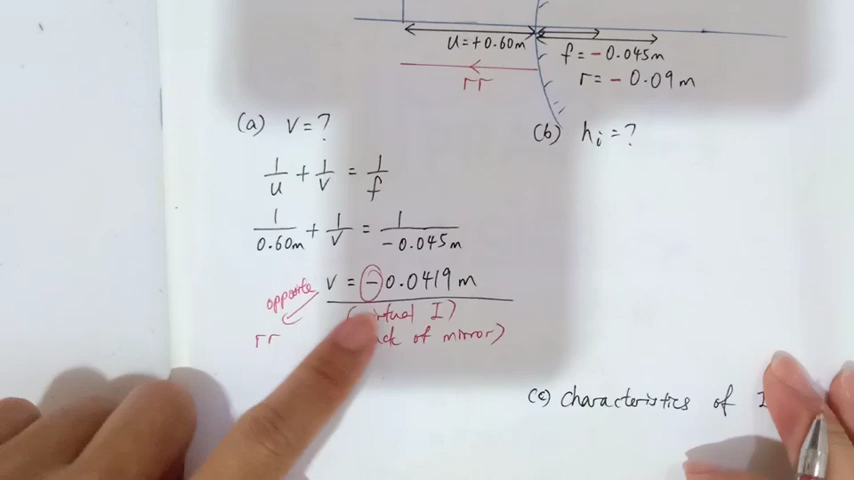 u=+0.60m
f=-0.045m
r=-0.09m
rr
(a) v=?
1/u + 1/v = 1/f
1/0.60m + 1/v = 1/-0.045m
v = -0.0419m
opposite
rr
I)
of mirror)
(b) hi=?
(c) characteristics of I